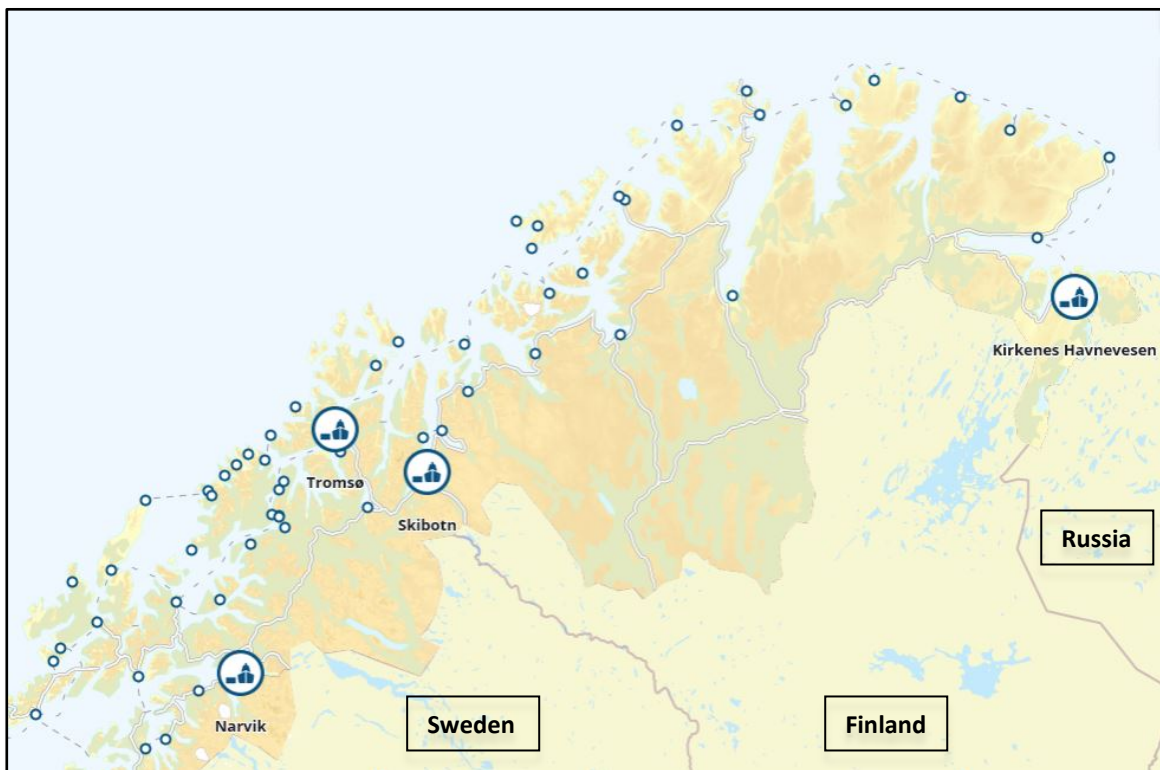 Kirkenes Havnevesen
Tromsø
Skibotn
Russia
Narvik
Sweden
Finland